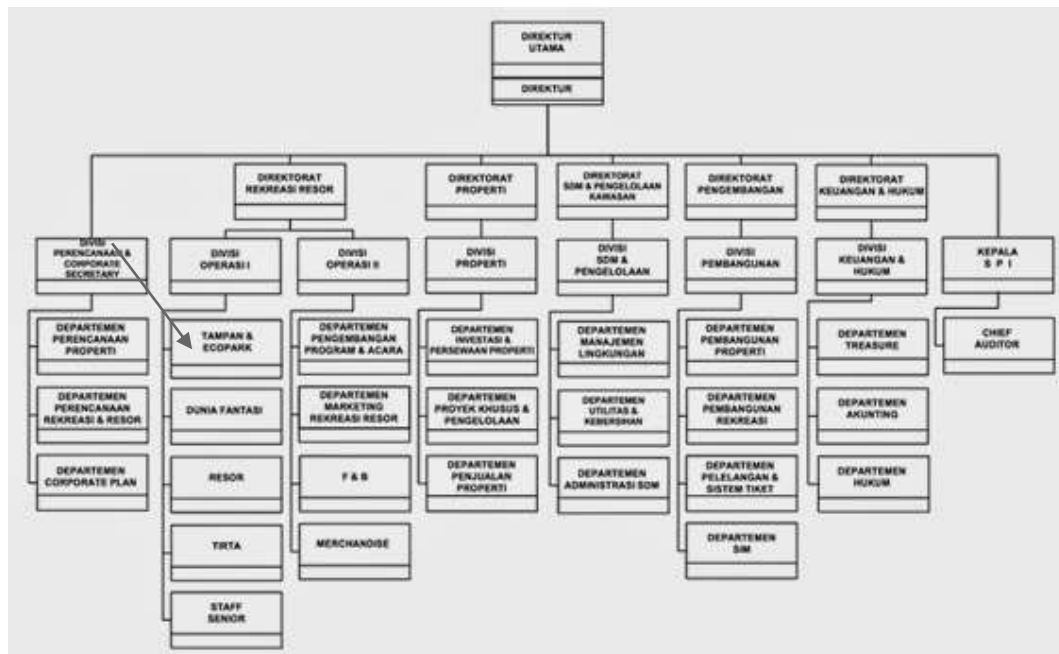 DIREKTUR
UTAMA
DIREKTUR
DIREKTORAT
REKREASI RESOR
DIREKTORAT
PROPERTI
DIREKTORAT
SDM & PENGELOLAAN
KAWASAN
DIREKTORAT
PENGEMBANGAN
DIREKTORAT
KEUANGAN & HUKUM
DIVISI
PERENCANAAN &
CORPORATE
SECRETARY
DIVISI
OPERASI I
DIVISI
OPERASI II
DIVISI
PROPERTI
DIVISI
SDM &
PENGELOLAAN
DIVISI
PEMBANGUNAN
DIVISI
KEUANGAN &
HUKUM
KEPALA
S P I
DEPARTEMEN
PERENCANAAN
PROPERTI
TAMPAN &
ECOPARK
DEPARTEMEN
PENGEMBANGAN
PROGRAM & ACARA
DEPARTEMEN
INVESTASI &
PERSEWAAN PROPERTI
DEPARTEMEN
MANAJEMEN
LINGKUNGAN
DEPARTEMEN
PEMBANGUNAN
PROPERTI
DEPARTEMEN
TREASURE
CHIEF
AUDITOR
DEPARTEMEN
PERENCANAAN
REKREASI & RESOR
DUNIA FANTASI
DEPARTEMEN
MARKETING
REKREASI RESOR
DEPARTEMEN
PROYEK KHUSUS &
PENGELOLAAN
DEPARTEMEN
UTILITAS &
KEBERSIHAN
DEPARTEMEN
PEMBANGUNAN
REKREASI
DEPARTEMEN
AKUNTING
DEPARTEMEN
CORPORATE PLAN
RESOR
F & B
DEPARTEMEN
PENJUALAN
PROPERTI
DEPARTEMEN
ADMINISTRASI SDM
DEPARTEMEN
PELELANGAN &
SISTEM TIKET
DEPARTEMEN
HUKUM
TIRTA
MERCHANDISE
DEPARTEMEN
SIM
STAFF
SENIOR